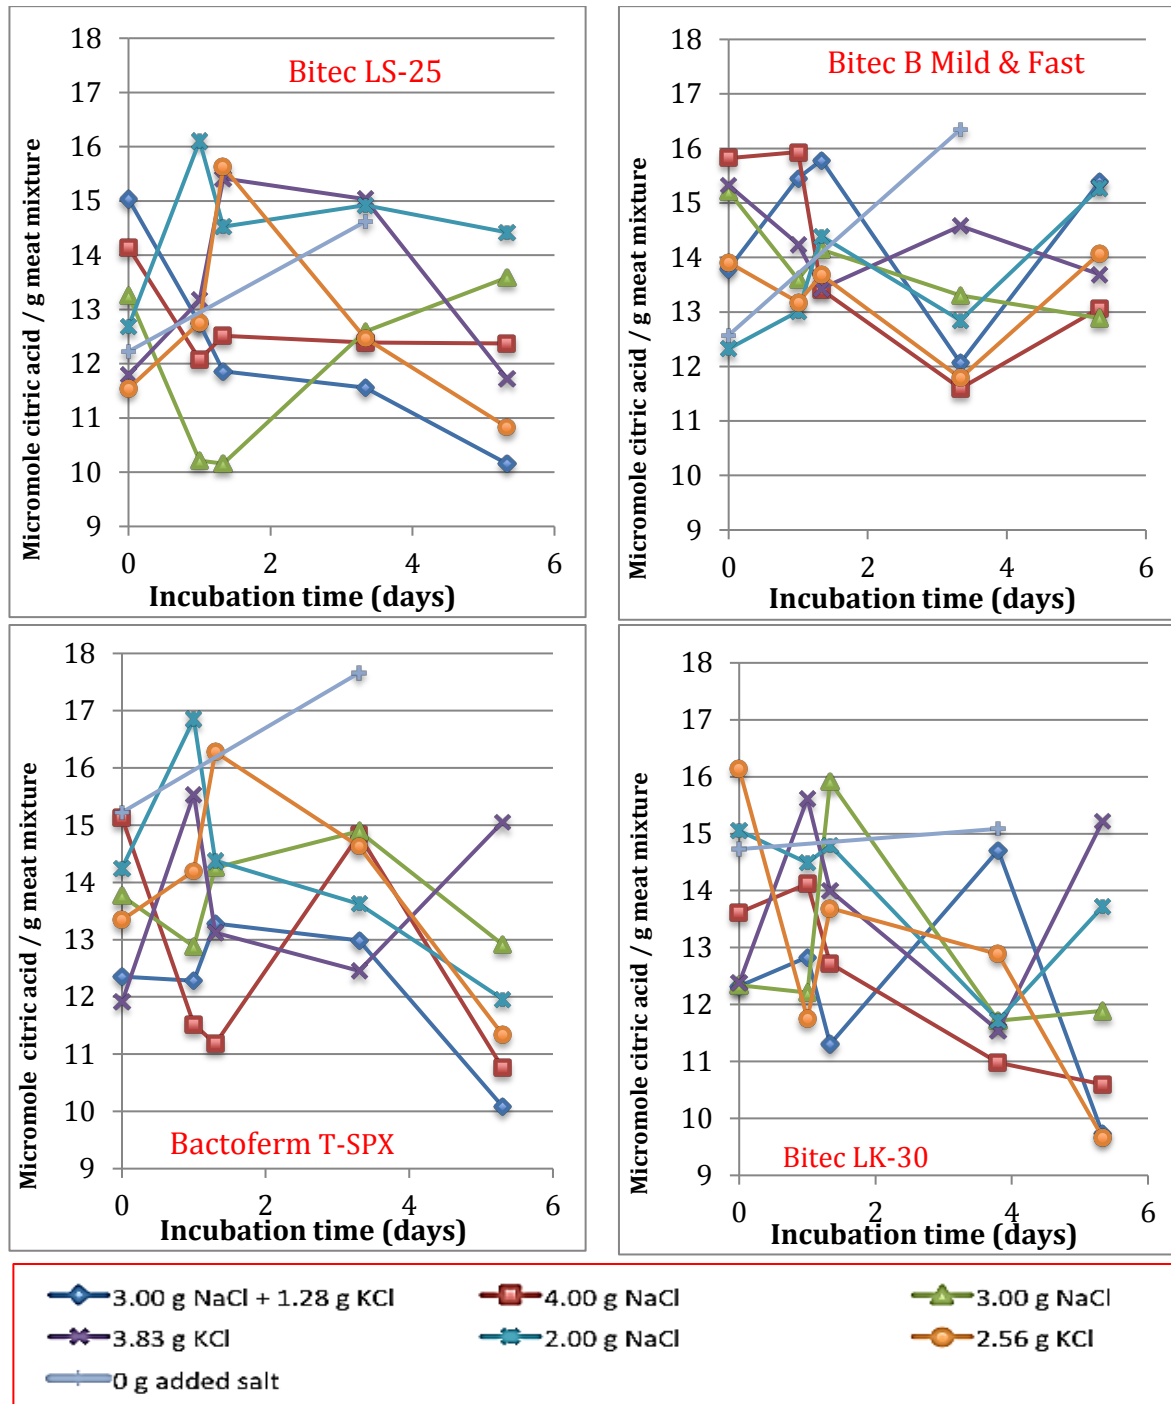 Bitec LS-25
Micromole citric acid / g meat mixture
18
17
16
15
14
13
12
11
10
9
0 2 4 6
Incubation time (days)
Bitec B Mild & Fast
Micromole citric acid / g meat mixture
18
17
16
15
14
13
12
11
10
9
0 2 4 6
Incubation time (days)
Bactoferm T-SPX
Micromole citric acid / g meat mixture
18
17
16
15
14
13
12
11
10
9
0 2 4 6
Incubation time (days)
Bitec LK-30
Micromole citric acid / g meat mixture
18
17
16
15
14
13
12
11
10
9
0 2 4 6
Incubation time (days)
3.00 g NaCl + 1.28 g KCl 4.00 g NaCl 3.00 g NaCl
3.83 g KCl 2.00 g NaCl 2.56 g KCl
0 g added salt